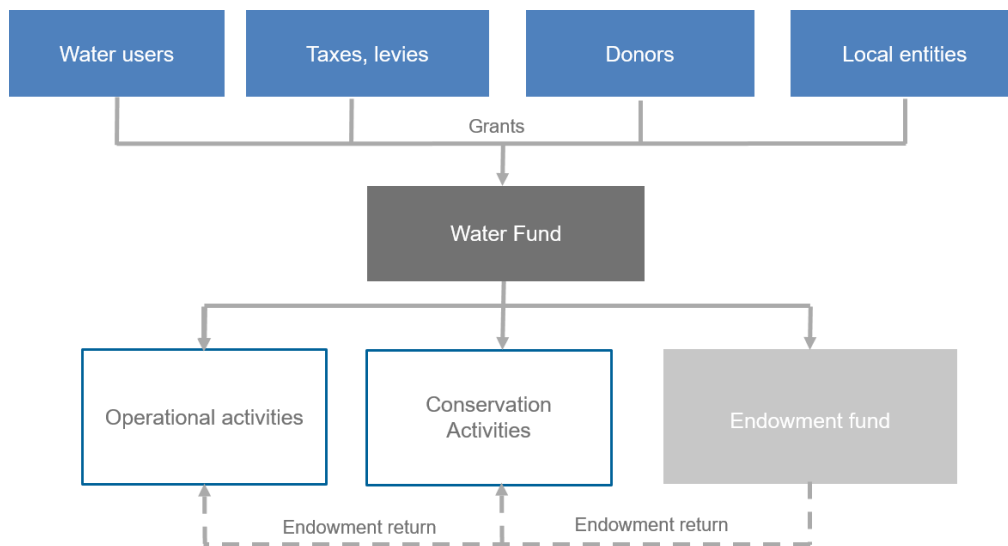 Water users
Taxes, levies
Donors
Local entities
Grants
Water Fund
Operational activities
Conservation
Activities
Endowment fund
Endowment return
Endowment return